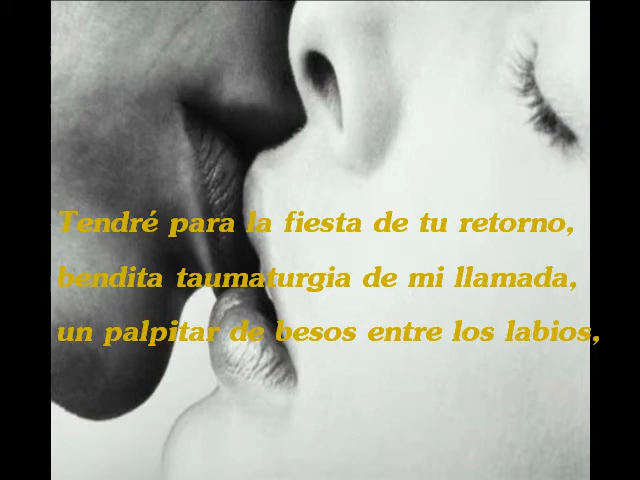 Tendré para la fiesta de tu retorno,
bendita taumaturgia de mi llamada,
un palpitar de besos entre los labios,